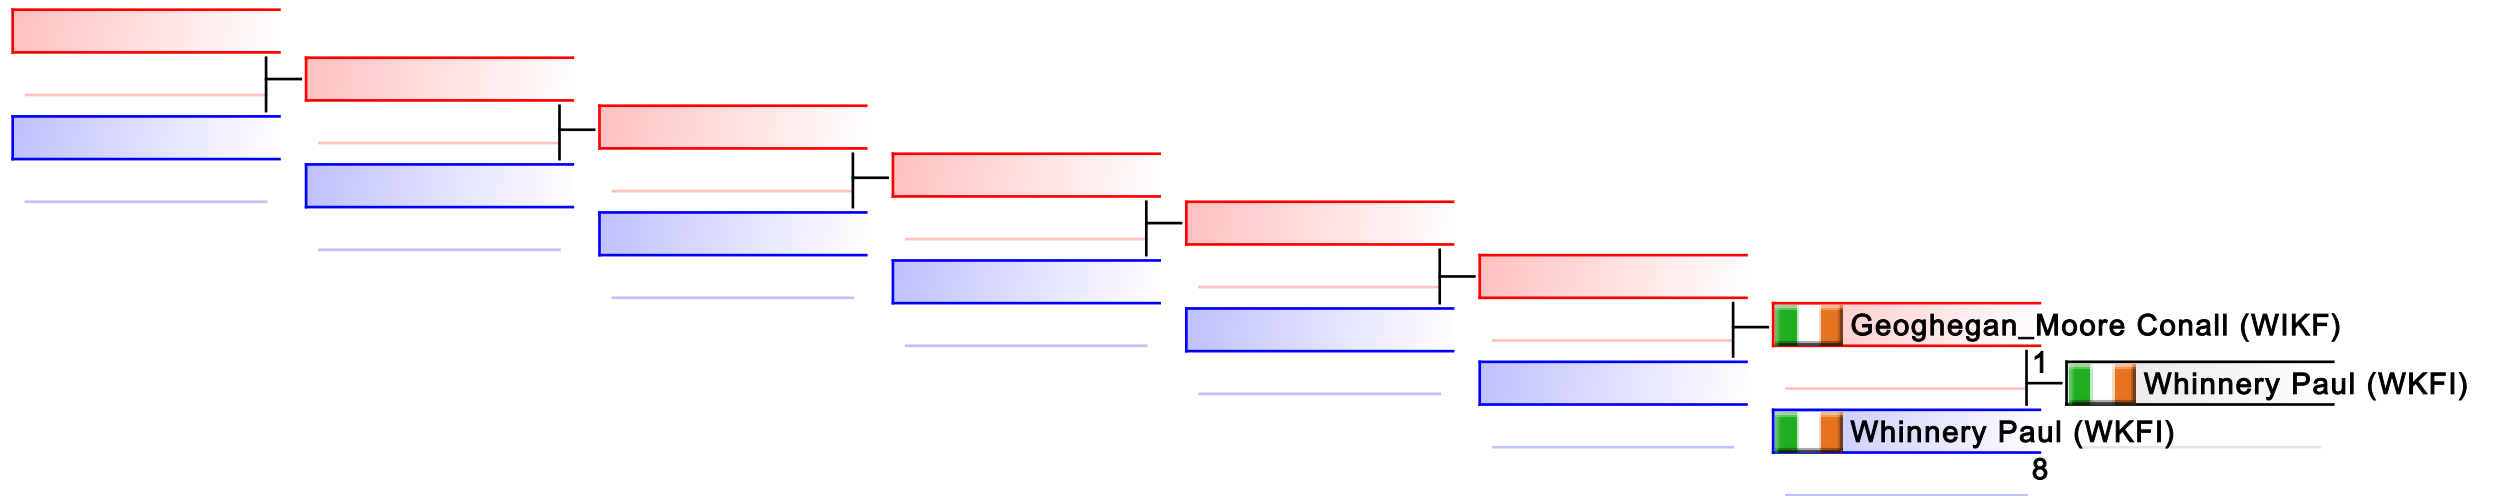 Geoghegan_Moore Conall (WIKF)
1
Whinnery Paul (WKFI)
Whinnery Paul (WKFI)
8